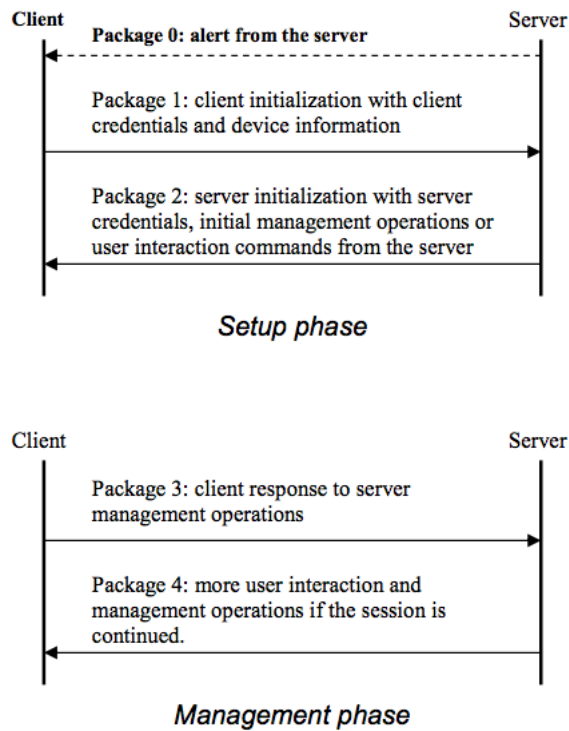 Client
Server
Package 0: alert from the server
Package 1: client initialization with client
credentials and device information
Package 2: server initialization with server
credentials, initial management operations or
user interaction commands from the server
Setup phase
Client
Server
Package 3: client response to server
management operations
Package 4: more user interaction and
management operations if the session is
continued.
Management phase